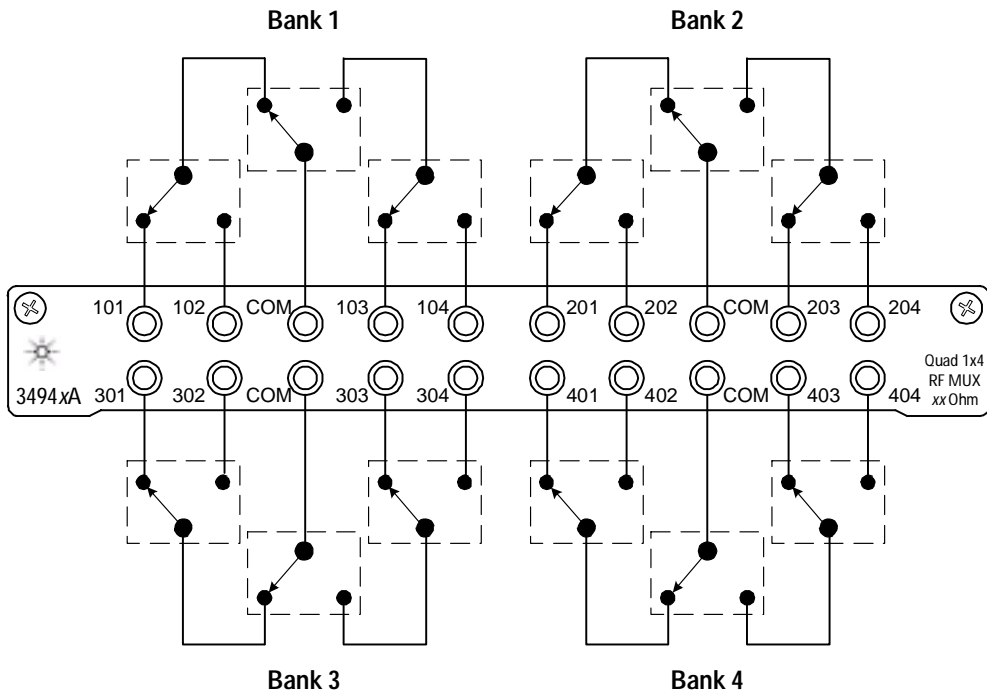 Bank 1
Bank 2
101 102 COM 103 104 201 202 COM 203 204
301 302 COM 303 304 401 402 COM 403 404
3494xA
Quad 1x4
RF MUX
xx Ohm
Bank 3
Bank 4